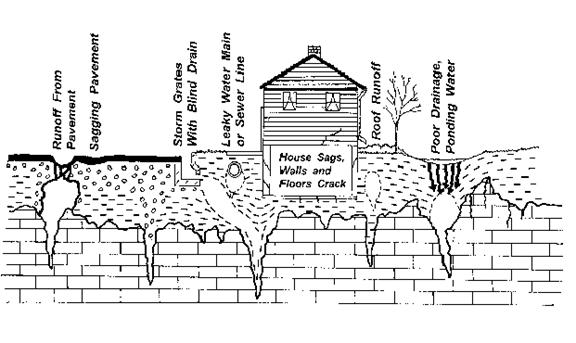 Runoff From
Pavement
Sagging Pavement
Storm Grates
With Blind Drain
Leaky Water Main
or Sewer Line
House Sags,
Walls and
Floors Crack
Roof Runoff
Poor Drainage,
Ponding Water